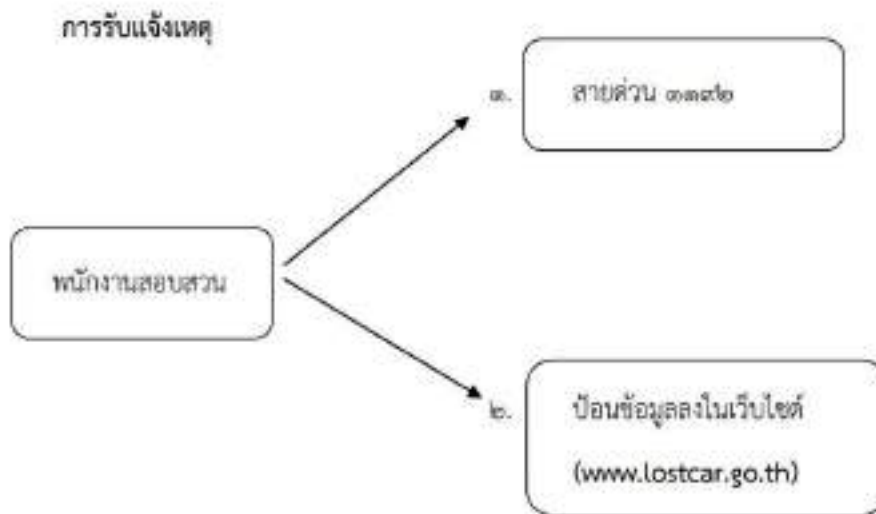 การรับแจ้งเหตุ
๑. สายด่วน ๑๑๙๒
พนักงานสอบสวน
๒. ป้อนข้อมูลลงในเว็บไซต์
(www.lostcar.go.th)